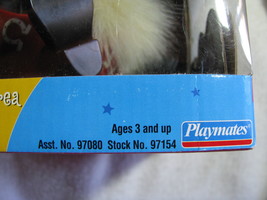 Ages 3 and up
Asst. No. 97080 Stock No. 97154
Playmates®